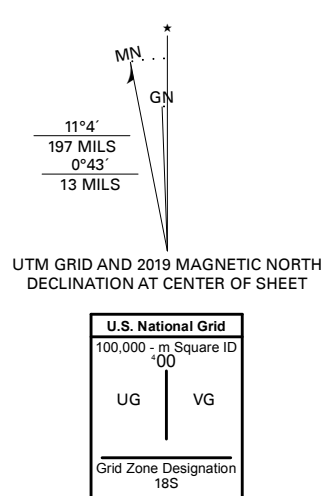 ★
MN
GN
11°4´
197 MILS
0°43´
13 MILS
UTM GRID AND 2019 MAGNETIC NORTH
DECLINATION AT CENTER OF SHEET
U.S. National Grid
100,000 - m Square ID
⁴00
UG VG
Grid Zone Designation
18S